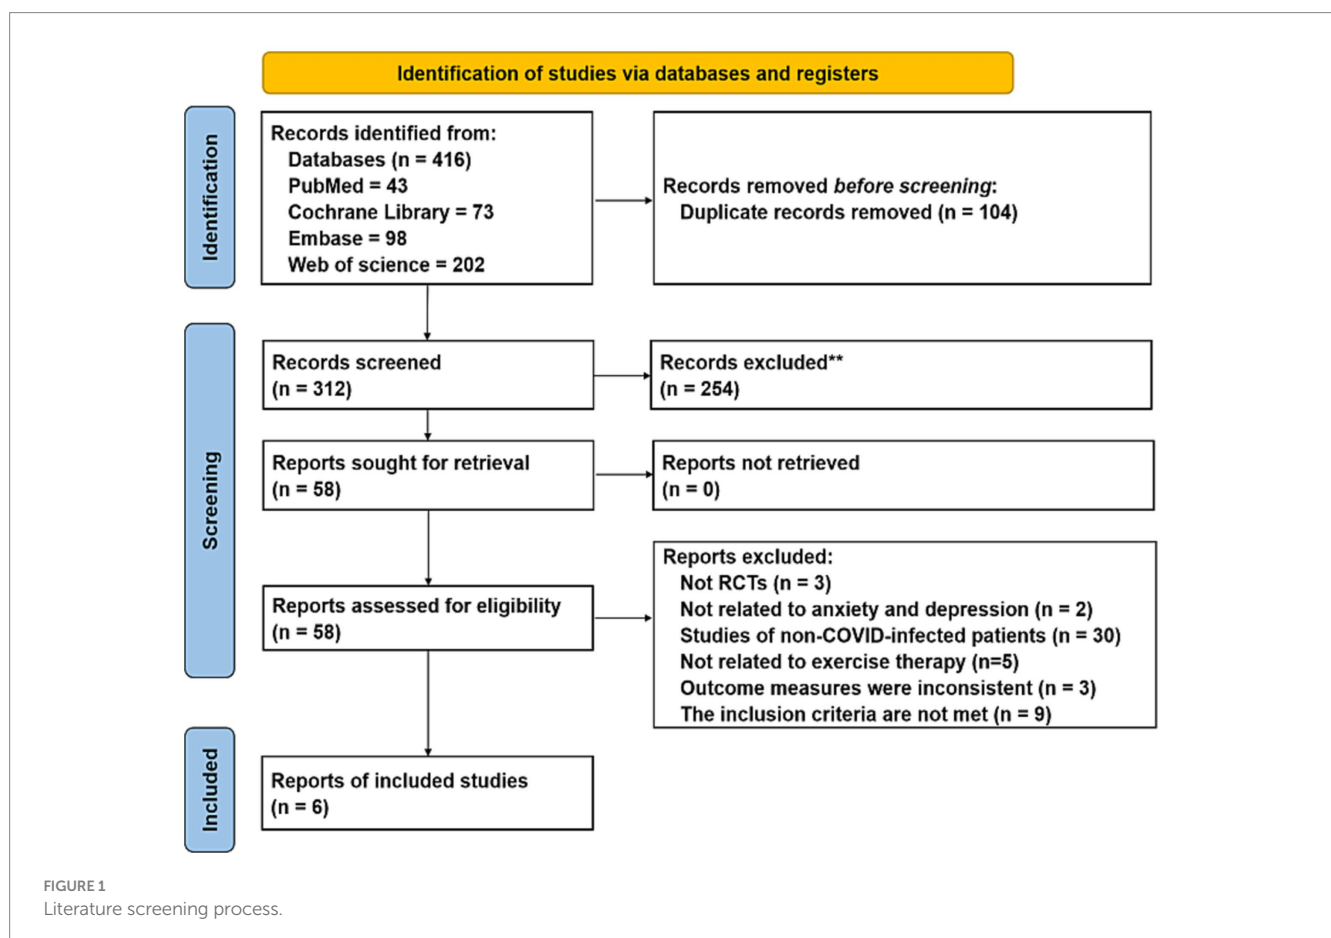 Identification of studies via databases and registers
Identification
Records identified from:
Databases (n = 416)
PubMed = 43
Cochrane Library = 73
Embase = 98
Web of science = 202
Records removed before screening:
Duplicate records removed (n = 104)
Screening
Records screened
(n = 312)
Records excluded**
(n = 254)
Reports sought for retrieval
(n = 58)
Reports not retrieved
(n = 0)
Reports assessed for eligibility
(n = 58)
Reports excluded:
Not RCTs (n = 3)
Not related to anxiety and depression (n = 2)
Studies of non-COVID-infected patients (n = 30)
Not related to exercise therapy (n=5)
Outcome measures were inconsistent (n = 3)
The inclusion criteria are not met (n = 9)
Included
Reports of included studies
(n = 6)
FIGURE 1
Literature screening process.